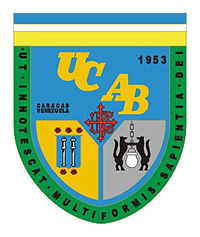 UCAB
1953
CARACAS
VENEZUELA
·UT·INNOTESCAT·MULTIFORMIS·SAPIENTIA·DEI·